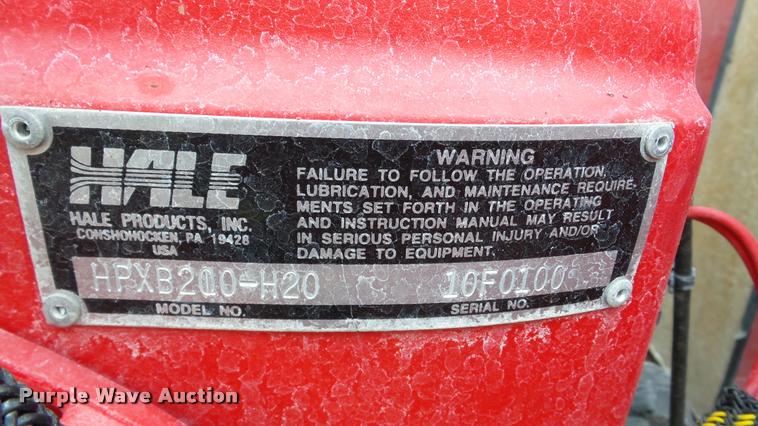 HALE
HALE PRODUCTS, INC.
CONSHOHOCKEN, PA 19428
USA
WARNING
FAILURE TO FOLLOW THE OPERATION,
LUBRICATION, AND MAINTENANCE REQUIRE-
MENTS SET FORTH IN THE OPERATING
AND INSTRUCTION MANUAL MAY RESULT
IN SERIOUS PERSONAL INJURY AND/OR
DAMAGE TO EQUIPMENT.
HPXB200-H20
MODEL NO.
SERIAL NO.
Purple Wave Auction